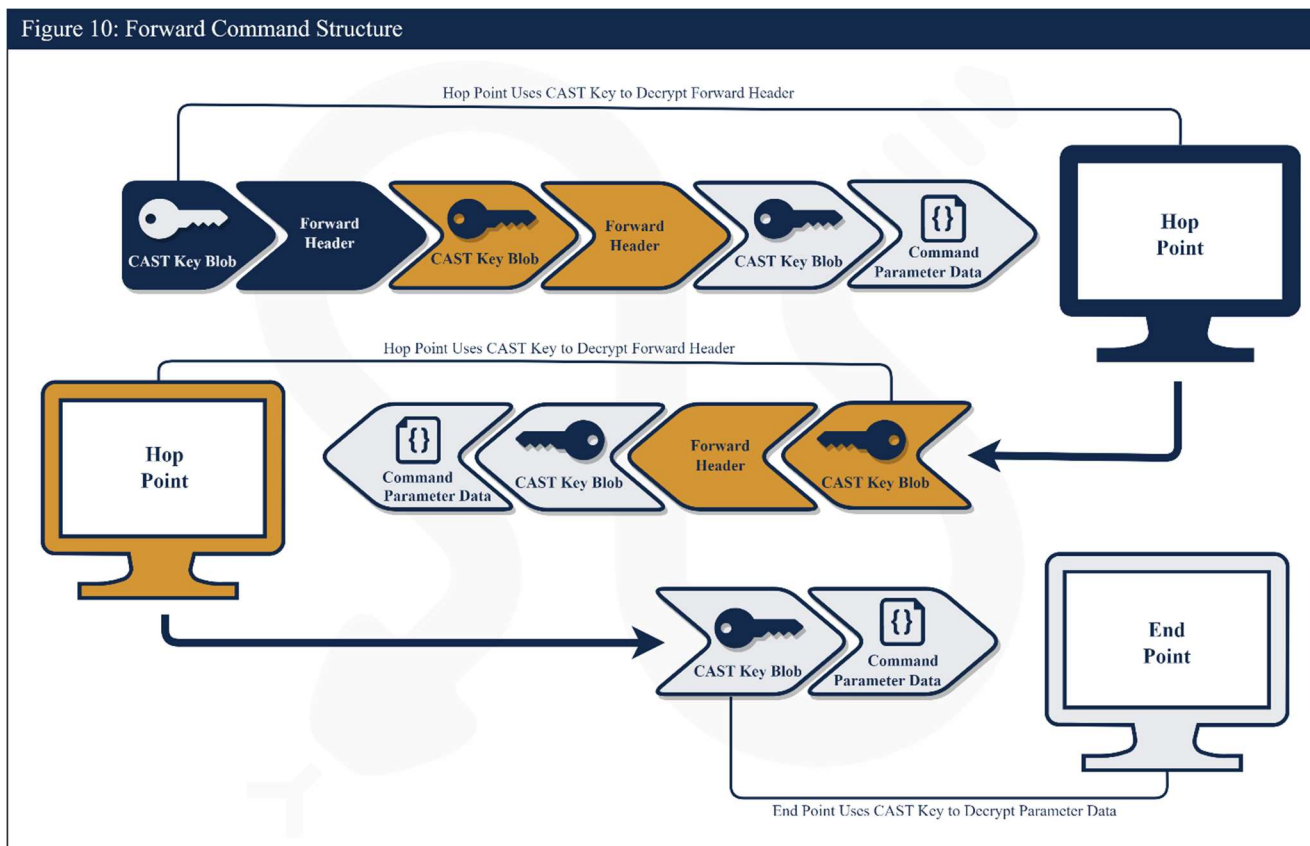 Figure 10: Forward Command Structure
Hop Point Uses CAST Key to Decrypt Forward Header
CAST Key Blob
Forward
Header
CAST Key Blob
Forward
Header
CAST Key Blob
{}
Command
Parameter Data
Hop
Point
Hop Point Uses CAST Key to Decrypt Forward Header
Hop
Point
{}
Command
Parameter Data
CAST Key Blob
Forward
Header
CAST Key Blob
CAST Key Blob
{}
Command
Parameter Data
End
Point
End Point Uses CAST Key to Decrypt Parameter Data